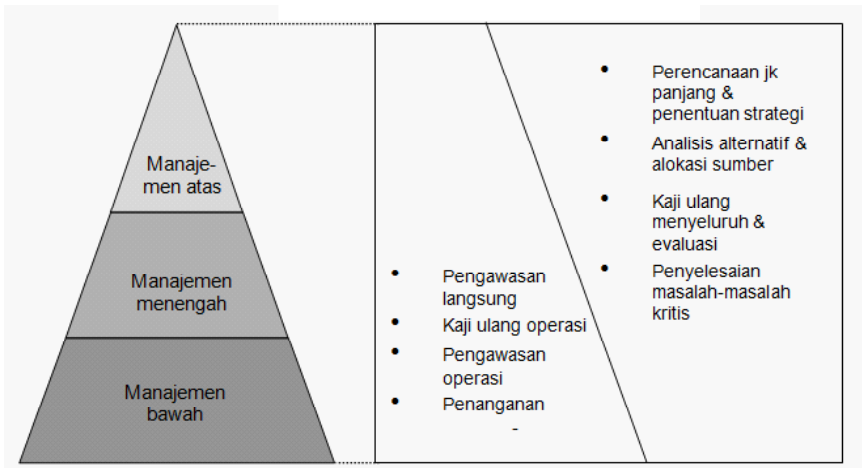 Manaje-
men atas
Manajemen
menengah
Manajemen
bawah
• Pengawasan
langsung
• Kaji ulang operasi
• Pengawasan
operasi
• Penanganan
-
• Perencanaan jk
panjang &
penentuan strategi
• Analisis alternatif &
alokasi sumber
• Kaji ulang
menyeluruh &
evaluasi
• Penyelesaian
masalah-masalah
kritis